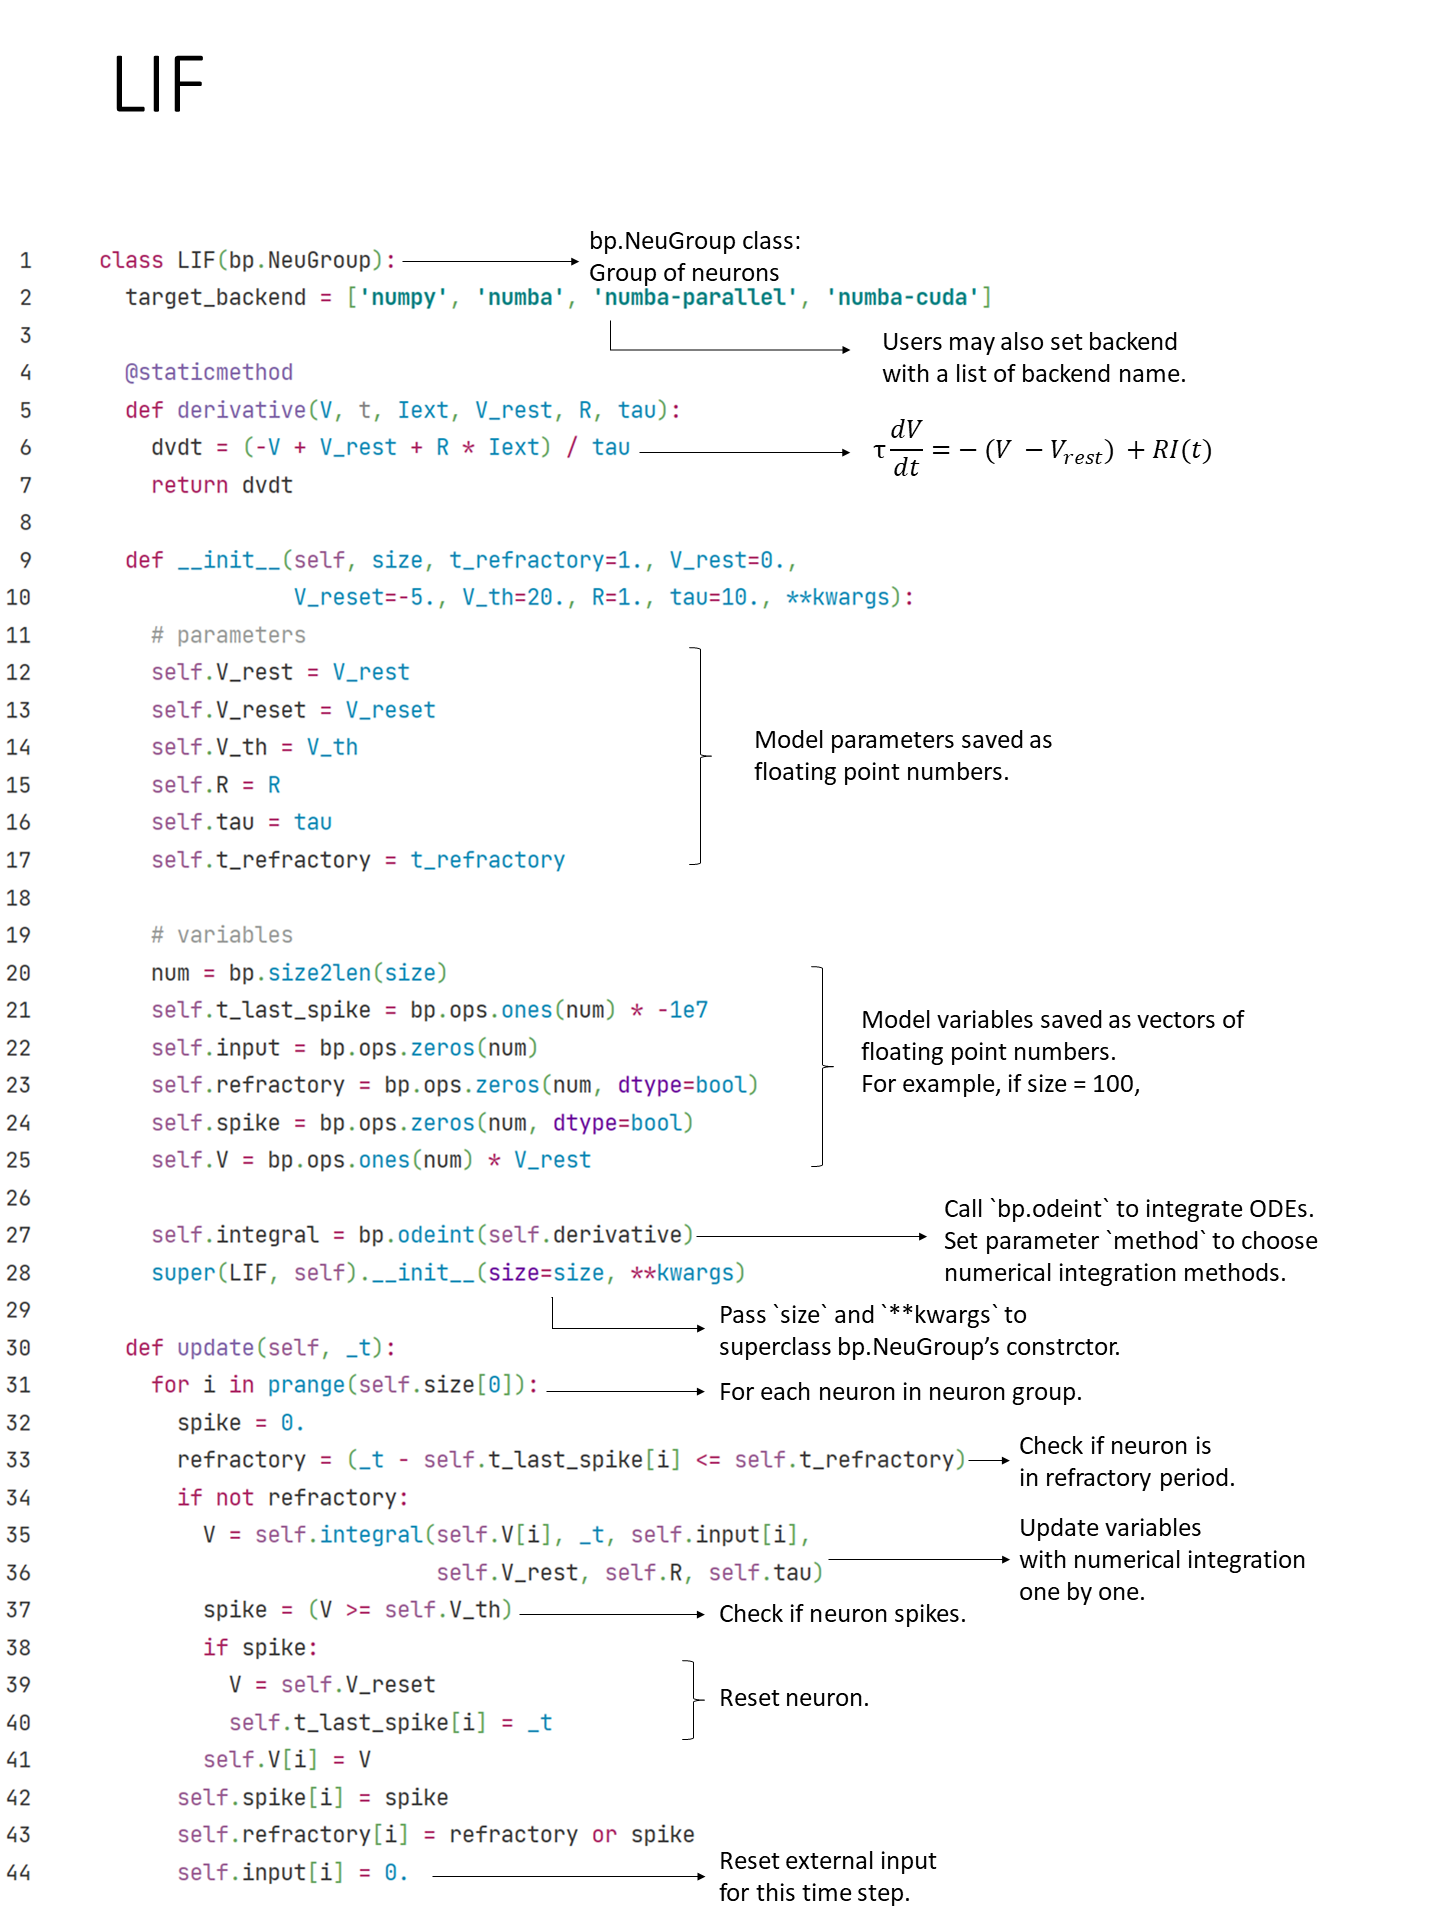 LIF
1 class LIF(bp.NeuGroup):
bp.NeuGroup class:
Group of neurons
2 target_backend = ['numpy', 'numba', 'numba-parallel', 'numba-cuda']
3
Users may also set backend
with a list of backend name.
4 @staticmethod
5 def derivative(V, t, Iext, V_rest, R, tau):
6 dvdt = (-V + V_rest + R * Iext) / tau
τ dV/dt = − (V − V_rest) + RI(t)
7 return dvdt
8
9 def __init__(self, size, t_refractory=1., V_rest=0.,
10 V_reset=-5., V_th=20., R=1., tau=10., **kwargs):
11 # parameters
12 self.V_rest = V_rest
13 self.V_reset = V_reset
14 self.V_th = V_th
Model parameters saved as
floating point numbers.
15 self.R = R
16 self.tau = tau
17 self.t_refractory = t_refractory
18
19 # variables
20 num = bp.size2len(size)
21 self.t_last_spike = bp.ops.ones(num) * -1e7
22 self.input = bp.ops.zeros(num)
Model variables saved as vectors of
floating point numbers.
For example, if size = 100,
23 self.refractory = bp.ops.zeros(num, dtype=bool)
24 self.spike = bp.ops.zeros(num, dtype=bool)
25 self.V = bp.ops.ones(num) * V_rest
26
27 self.integral = bp.odeint(self.derivative)
Call `bp.odeint` to integrate ODEs.
Set parameter `method` to choose
numerical integration methods.
28 super(LIF, self).__init__(size=size, **kwargs)
29
Pass `size` and `**kwargs` to
superclass bp.NeuGroup’s constrctor.
30 def update(self, _t):
31 for i in prange(self.size[0]):
For each neuron in neuron group.
32 spike = 0.
33 refractory = (_t - self.t_last_spike[i] <= self.t_refractory)
Check if neuron is
in refractory period.
34 if not refractory:
35 V = self.integral(self.V[i], _t, self.input[i],
36 self.V_rest, self.R, self.tau)
Update variables
with numerical integration
one by one.
37 spike = (V >= self.V_th)
Check if neuron spikes.
38 if spike:
39 V = self.V_reset
Reset neuron.
40 self.t_last_spike[i] = _t
41 self.V[i] = V
42 self.spike[i] = spike
43 self.refractory[i] = refractory or spike
44 self.input[i] = 0.
Reset external input
for this time step.